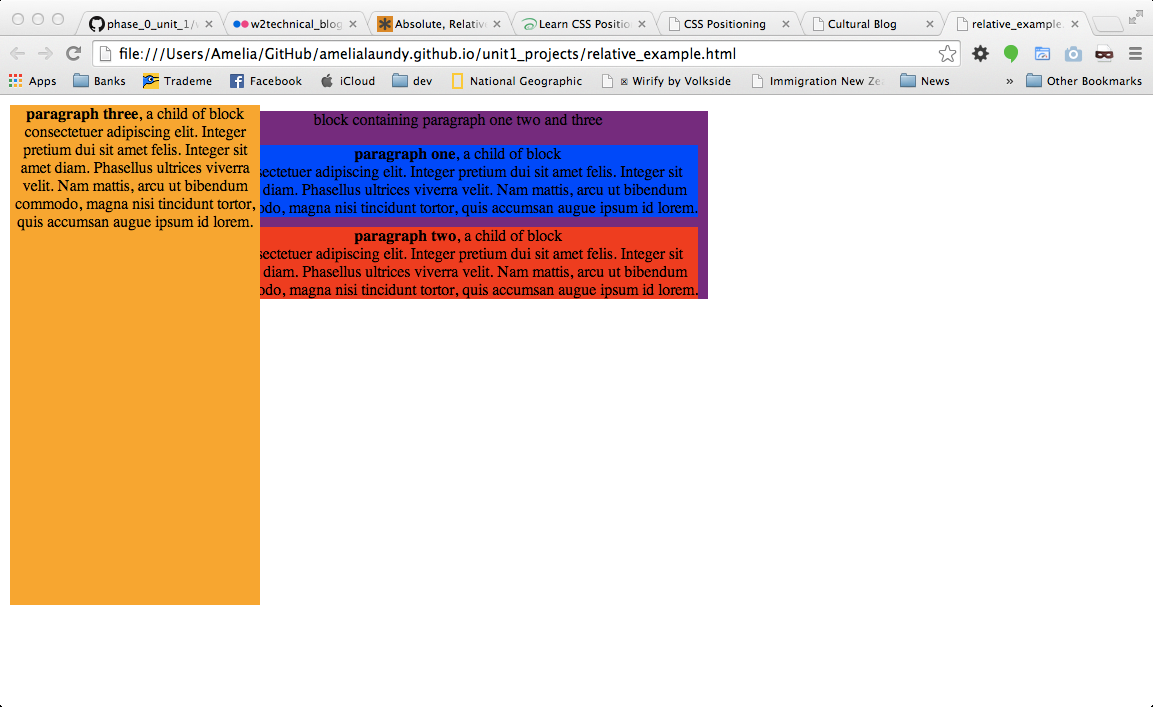 phase_0_unit_1/
w2technical_blog
Absolute, Relativ
Learn CSS Positio
CSS Positioning
Cultural Blog
relative_example.
file:///Users/Amelia/GitHub/amelialaundy.github.io/unit1_projects/relative_example.html
Apps
Banks
Trademe
Facebook
iCloud
dev
National Geographic
Wirify by Volkside
Immigration New Zea
News
»
Other Bookmarks
paragraph three, a child of block
consectetuer adipiscing elit. Integer
pretium dui sit amet felis. Integer sit
amet diam. Phasellus ultrices viverra
velit. Nam mattis, arcu ut bibendum
commodo, magna nisi tincidunt tortor,
quis accumsan augue ipsum id lorem.
block containing paragraph one two and three
paragraph one, a child of block
sectetuer adipiscing elit. Integer pretium dui sit amet felis. Integer sit
diam. Phasellus ultrices viverra velit. Nam mattis, arcu ut bibendum
odo, magna nisi tincidunt tortor, quis accumsan augue ipsum id lorem.
paragraph two, a child of block
sectetuer adipiscing elit. Integer pretium dui sit amet felis. Integer sit
diam. Phasellus ultrices viverra velit. Nam mattis, arcu ut bibendum
odo, magna nisi tincidunt tortor, quis accumsan augue ipsum id lorem.